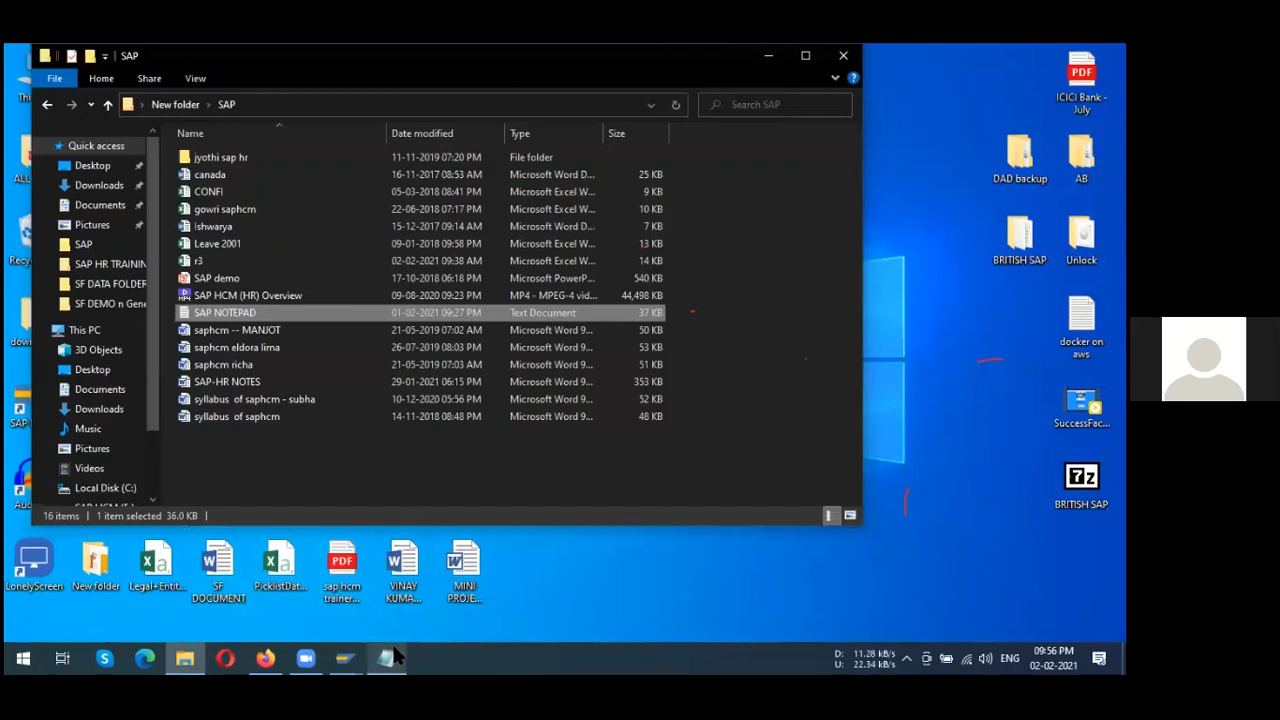 SAP
File Home Share View
New folder SAP
Search SAP
Name Date modified Type Size
Quick access
Desktop
Downloads
Documents
Pictures
SAP
SAP HR TRAININ
SF DATA FOLDER
SF DEMO n Gene
This PC
3D Objects
Desktop
Documents
Downloads
Music
Pictures
Videos
Local Disk (C:)
jyothi sap hr 11-11-2019 07:20 PM File folder
canada 16-11-2017 08:53 AM Microsoft Word D... 25 KB
CONFI 05-03-2018 08:41 PM Microsoft Excel W... 9 KB
gowri saphcm 22-06-2018 07:17 PM Microsoft Excel W... 10 KB
Ishwarya 15-12-2017 09:14 AM Microsoft Word D... 7 KB
Leave 2001 09-01-2018 09:58 PM Microsoft Excel W... 13 KB
r3 02-02-2021 09:38 AM Microsoft Excel W... 14 KB
SAP demo 17-10-2018 06:18 PM Microsoft PowerP... 540 KB
SAP HCM (HR) Overview 09-08-2020 09:23 PM MP4 - MPEG-4 vid... 44,498 KB
SAP NOTEPAD 01-02-2021 09:27 PM Text Document 37 KB
saphcm -- MANJOT 21-05-2019 07:02 AM Microsoft Word 9... 50 KB
saphcm eldora lima 26-07-2019 08:03 PM Microsoft Word 9... 53 KB
saphcm richa 21-05-2019 07:03 AM Microsoft Word 9... 51 KB
SAP-HR NOTES 29-01-2021 06:15 PM Microsoft Word 9... 353 KB
syllabus of saphcm - subha 10-12-2020 05:56 PM Microsoft Word 9... 52 KB
syllabus of saphcm 14-11-2018 08:48 PM Microsoft Word 9... 48 KB
16 items 1 item selected 36.0 KB
PDF
ICICI Bank -
July
DAD backup
AB
BRITISH SAP
Unlock
docker on
aws
SuccessFac...
7z
BRITISH SAP
LonelyScreen
New folder
Legal+Entit...
SF
DOCUMENT
PicklistDat...
PDF
sap hcm
trainer...
VINAY
KUMA...
MINI
PROJE...
D: 11.28 kB/s
U: 22.34 kB/s
ENG
09:56 PM
02-02-2021